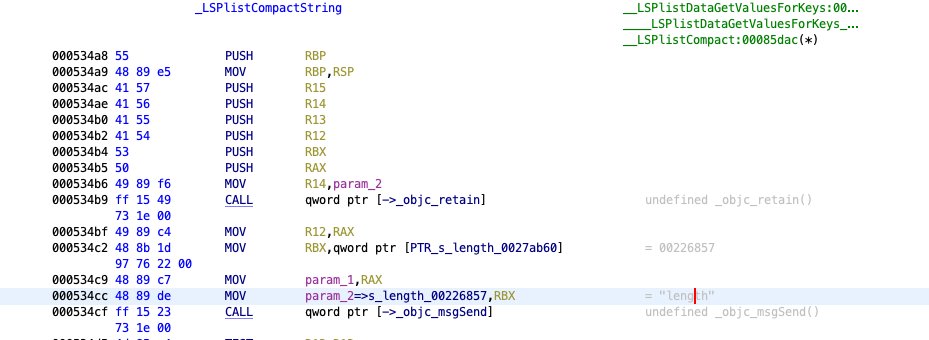 _LSPlistCompactString __LSPlistDataGetValuesForKeys:00...
____LSPlistDataGetValuesForKeys_...
__LSPlistCompact:00085dac(*)
000534a8 55 PUSH RBP
000534a9 48 89 e5 MOV RBP,RSP
000534ac 41 57 PUSH R15
000534ae 41 56 PUSH R14
000534b0 41 55 PUSH R13
000534b2 41 54 PUSH R12
000534b4 53 PUSH RBX
000534b5 50 PUSH RAX
000534b6 49 89 f6 MOV R14,param_2
000534b9 ff 15 49 CALL qword ptr [->_objc_retain] undefined _objc_retain()
73 1e 00
000534bf 49 89 c4 MOV R12,RAX
000534c2 48 8b 1d MOV RBX,qword ptr [PTR_s_length_0027ab60] = 00226857
97 76 22 00
000534c9 48 89 c7 MOV param_1,RAX
000534cc 48 89 de MOV param_2=>s_length_00226857,RBX = "length"
000534cf ff 15 23 CALL qword ptr [->_objc_msgSend] undefined _objc_msgSend()
73 1e 00